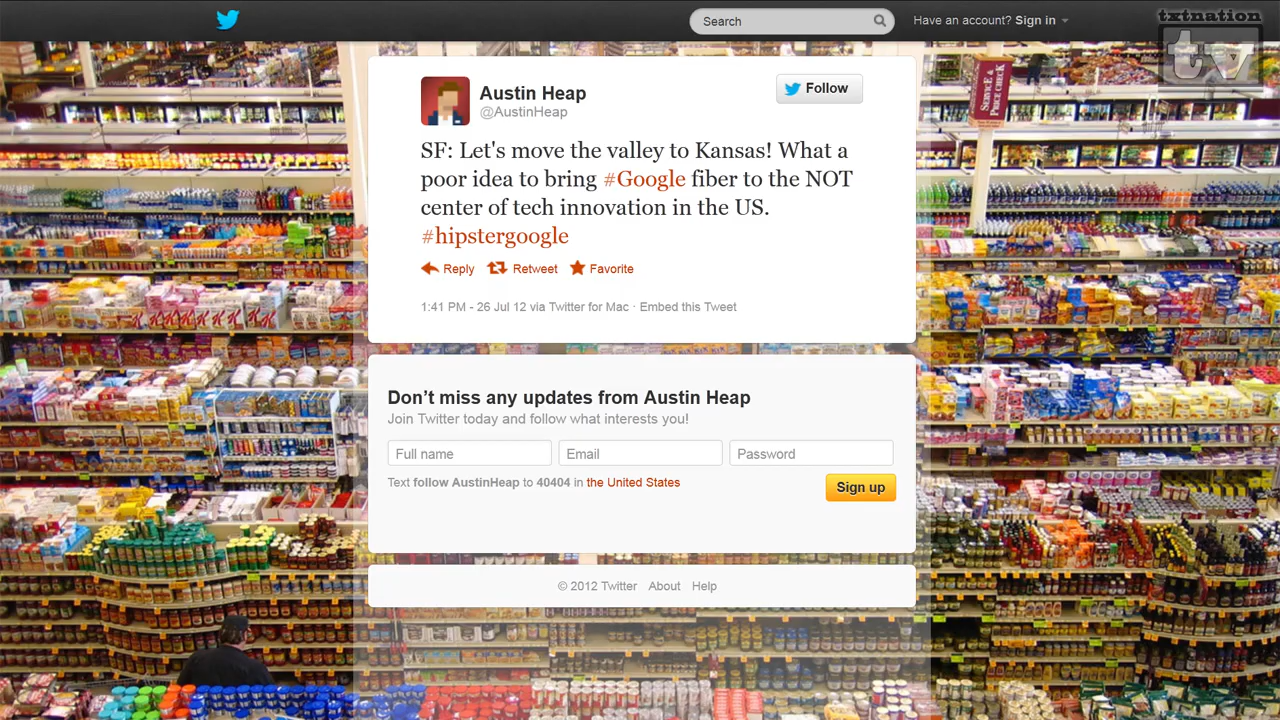 Search
Have an account? Sign in
txtnation
tv
SERVICE &
PRICE CHECK
Austin Heap
@AustinHeap
Follow
SF: Let's move the valley to Kansas! What a
poor idea to bring #Google fiber to the NOT
center of tech innovation in the US.
#hipstergoogle
Reply Retweet Favorite
1:41 PM - 26 Jul 12 via Twitter for Mac · Embed this Tweet
Don’t miss any updates from Austin Heap
Join Twitter today and follow what interests you!
Full name Email Password
Text follow AustinHeap to 40404 in the United States
Sign up
© 2012 Twitter About Help